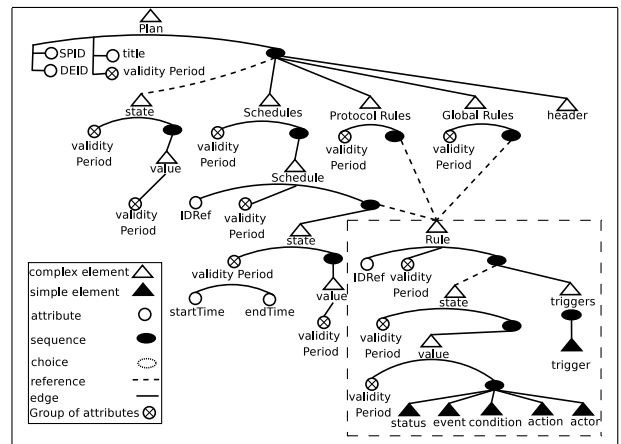 Plan
SPID
title
DEID
validity Period
state
Schedules
Protocol Rules
Global Rules
header
validity
Period
validity
Period
validity
Period
validity
Period
value
Schedule
validity
Period
IDRef
validity
Period
state
Rule
validity Period
IDRef
validity
Period
value
state
triggers
startTime
endTime
validity
Period
validity
Period
value
trigger
validity
Period
status
event
condition
action
actor
complex element
simple element
attribute
sequence
choice
reference
edge
Group of attributes